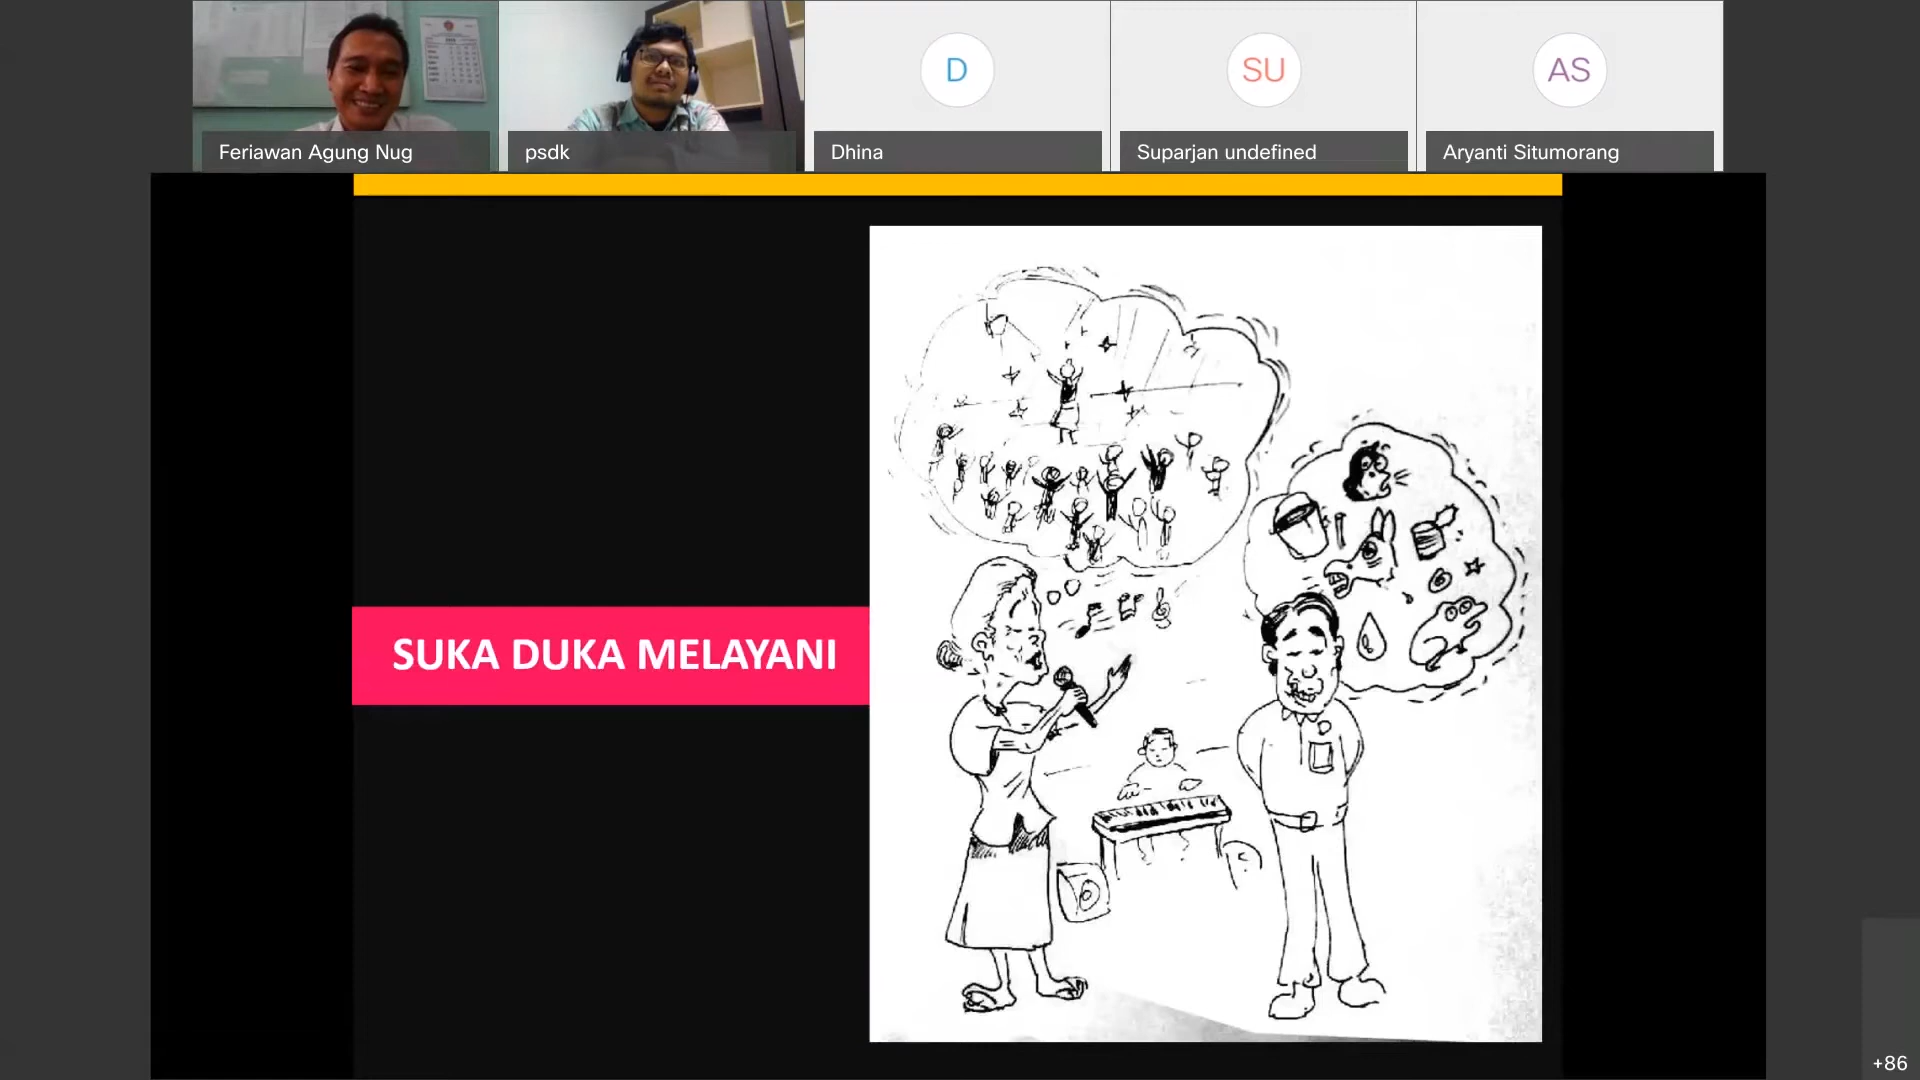 D
SU
AS
Feriawan Agung Nug
psdk
Dhina
Suparjan undefined
Aryanti Situmorang
SUKA DUKA MELAYANI
+86